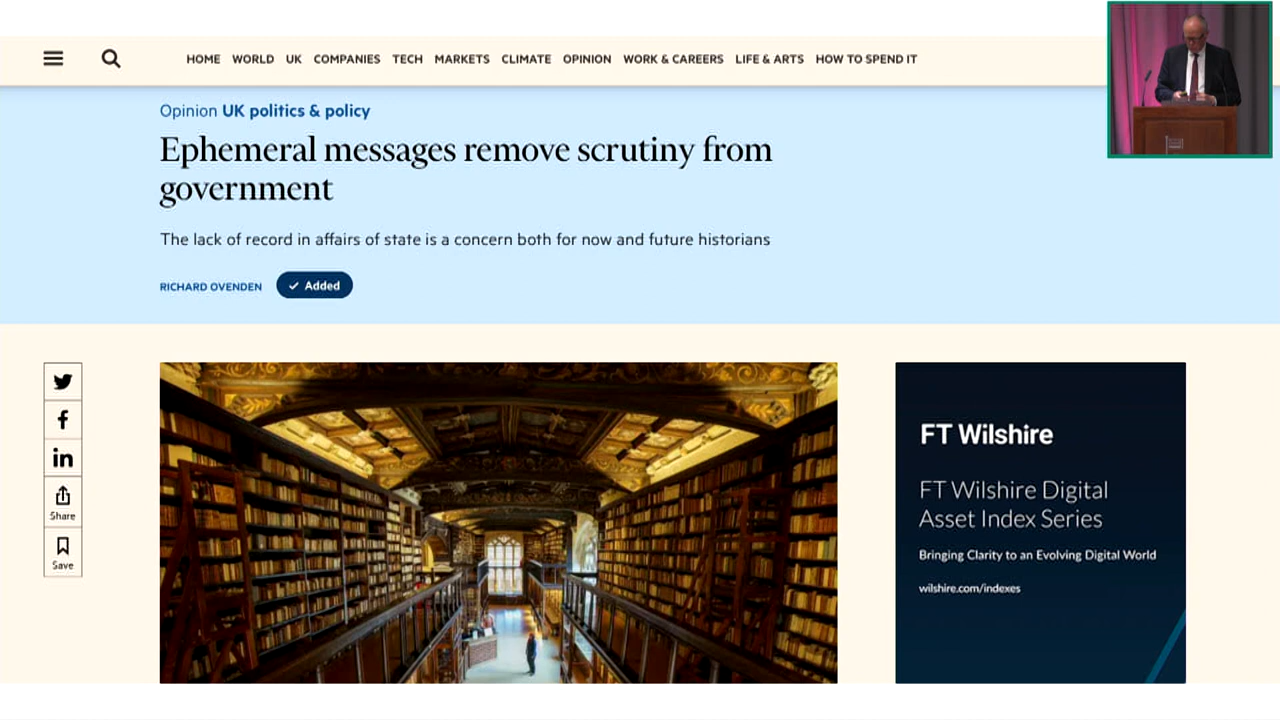 HOME WORLD UK COMPANIES TECH MARKETS CLIMATE OPINION WORK & CAREERS LIFE & ARTS HOW TO SPEND IT
Opinion UK politics & policy
Ephemeral messages remove scrutiny from
government
The lack of record in affairs of state is a concern both for now and future historians
RICHARD OVENDEN
Added
Share
Save
FT Wilshire
FT Wilshire Digital
Asset Index Series
Bringing Clarity to an Evolving Digital World
wilshire.com/indexes